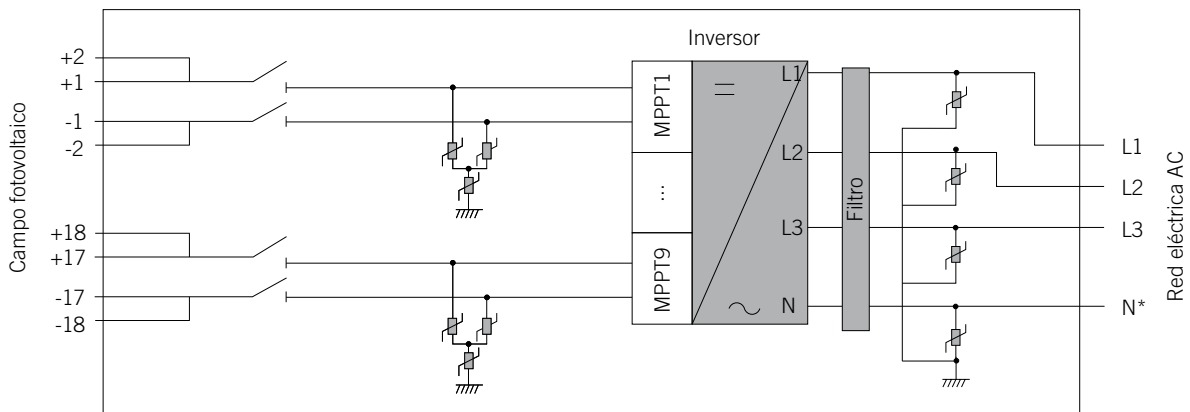 Inversor
Campo fotovoltaico
+2
+1
-1
-2
+18
+17
-17
-18
MPPT1
...
MPPT9
L1
L2
L3
N
Filtro
L1
L2
L3
N*
Red eléctrica AC